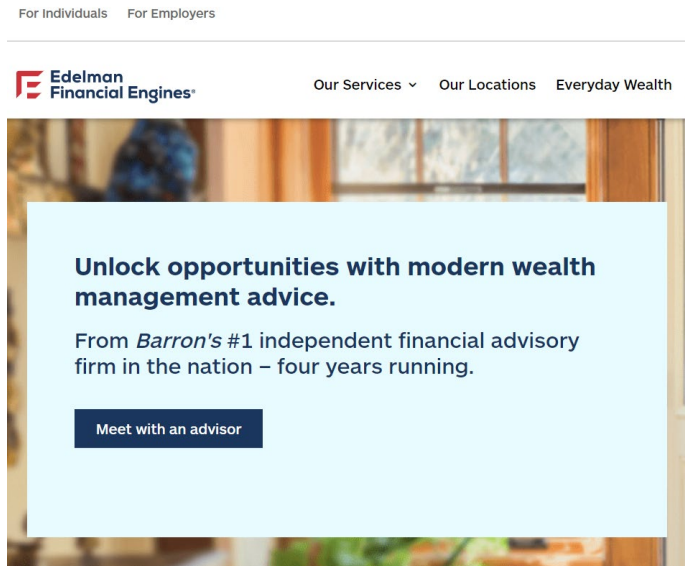 For Individuals For Employers
Edelman
Financial Engines®
Our Services Our Locations Everyday Wealth
Unlock opportunities with modern wealth
management advice.
From Barron's #1 independent financial advisory
firm in the nation – four years running.
Meet with an advisor